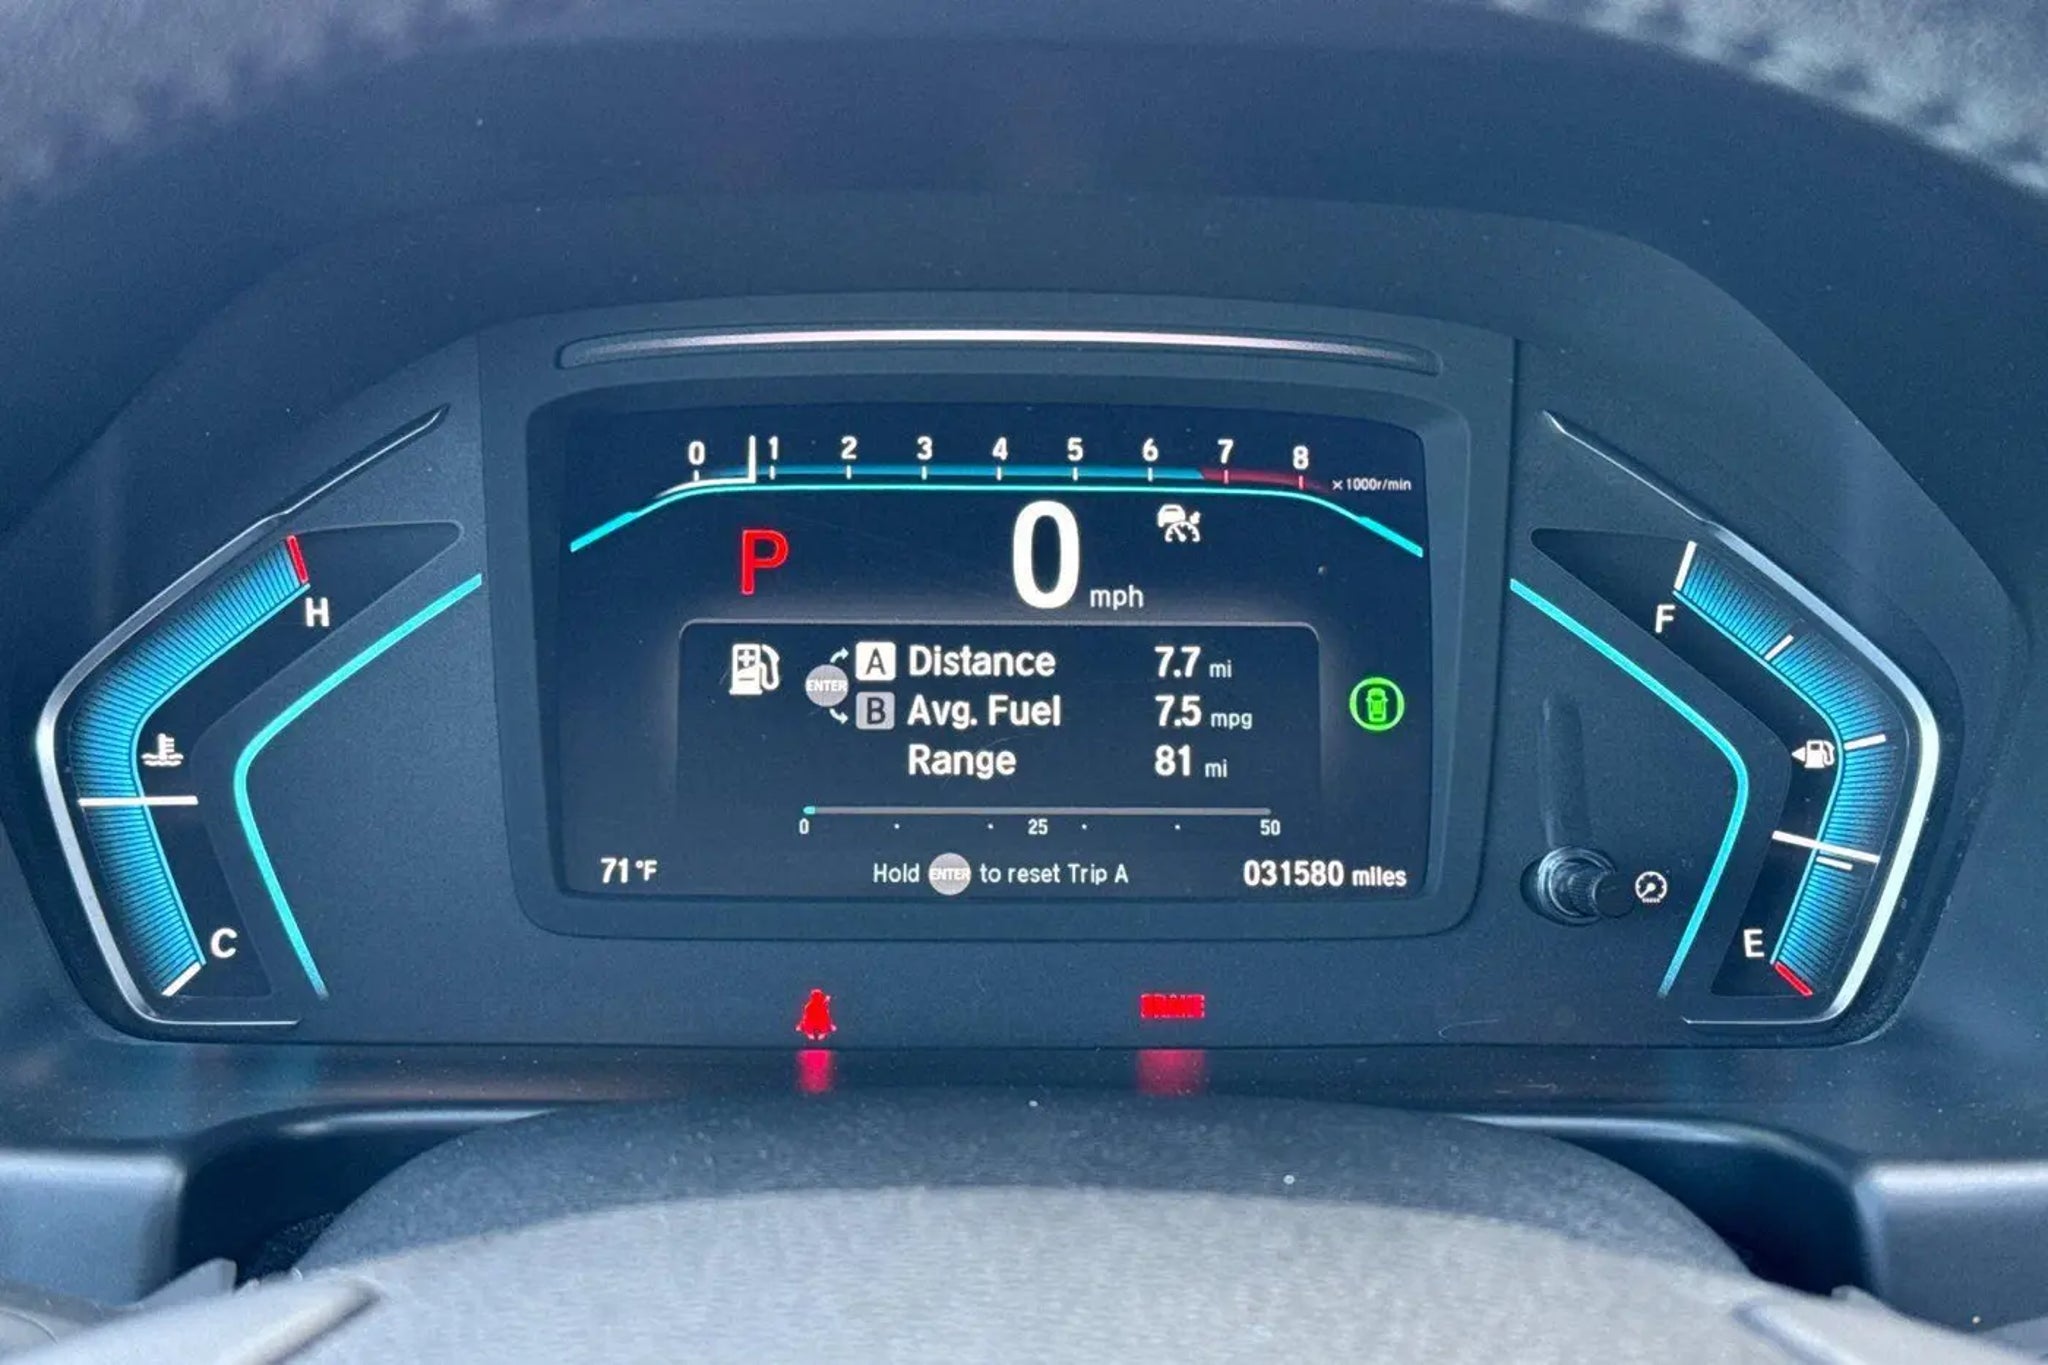 0 1 2 3 4 5 6 7 8
x1000r/min
P 0 mph
H
F
A Distance 7.7 mi
ENTER
B Avg. Fuel 7.5 mpg
Range 81 mi
0 25 50
71°F Hold ENTER to reset Trip A 031580 miles
C
E
BRAKE